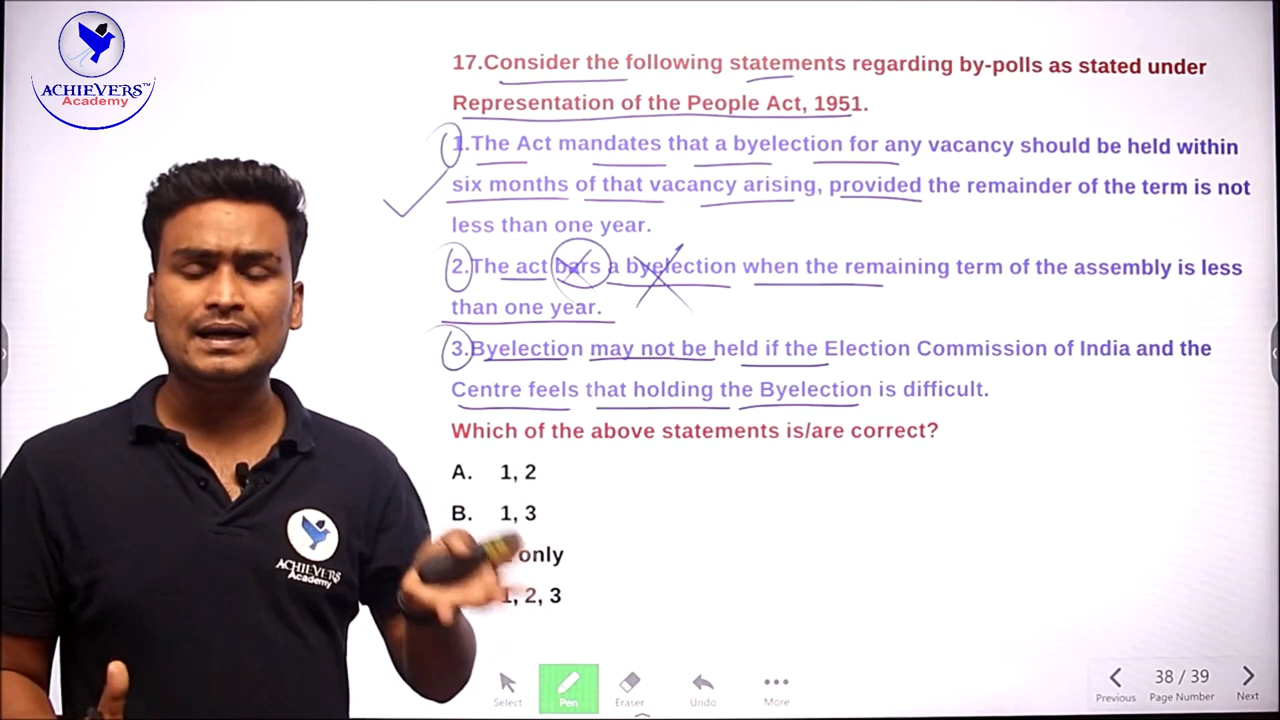 ACHIEVERS™
Academy
17.Consider the following statements regarding by-polls as stated under
Representation of the People Act, 1951.
1.The Act mandates that a byelection for any vacancy should be held within
six months of that vacancy arising, provided the remainder of the term is not
less than one year.
2.The act bars a byelection when the remaining term of the assembly is less
than one year.
3.Byelection may not be held if the Election Commission of India and the
Centre feels that holding the Byelection is difficult.
Which of the above statements is/are correct?
A. 1, 2
B. 1, 3
only
1, 2, 3
ACHIEVERS
Academy
Select Pen Eraser Undo More
38 / 39
Previous Page Number Next